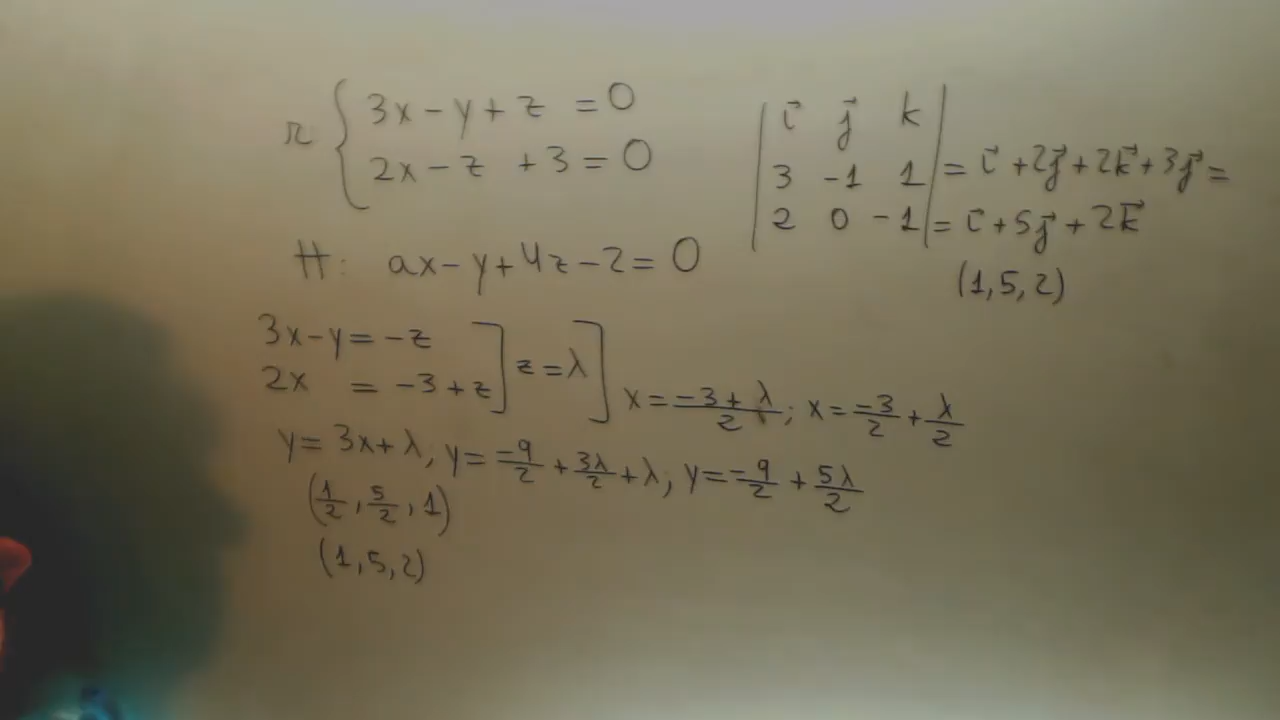 r { 3x - y + z = 0
2x - z + 3 = 0
| i⃗ j⃗ k |
| 3 -1 1 | = i⃗ + 2j⃗ + 2k⃗ + 3j⃗ =
| 2 0 -1 | = i⃗ + 5j⃗ + 2k⃗
(1, 5, 2)
π: ax - y + 4z - 2 = 0
3x - y = -z
2x = -3 + z ] z = λ ] x = (-3 + λ)/2 ; x = -3/2 + λ/2
y = 3x + λ, y = -9/2 + 3λ/2 + λ; y = -9/2 + 5λ/2
(1/2, 5/2, 1)
(1, 5, 2)